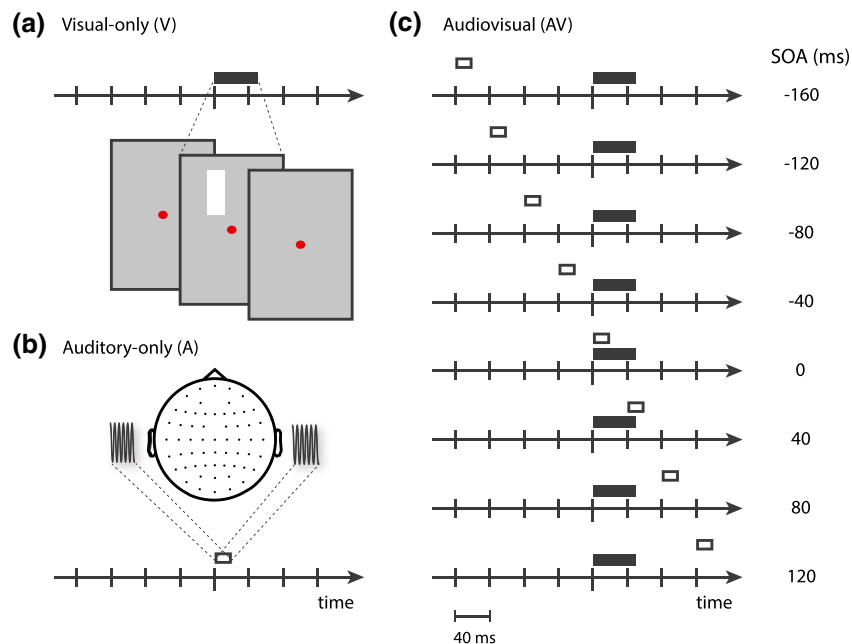 (a) Visual-only (V)
(b) Auditory-only (A)
time
(c) Audiovisual (AV)
SOA (ms)
-160
-120
-80
-40
0
40
80
120
time
40 ms